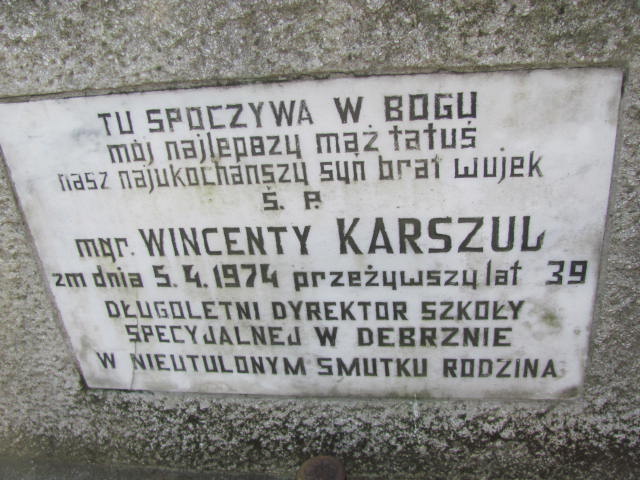 TU SPOCZYWA W BOGU
mój najlepszy mąż tatuś
nasz najukochańszy syn brat wujek
Ś. P.
mgr. WINCENTY KARSZUL
zm dnia 5.4.1974 przeżywszy lat 39
DŁUGOLETNI DYREKTOR SZKOŁY
SPECYJALNEJ W DEBRZNIE
W NIEUTULONYM SMUTKU RODZINA